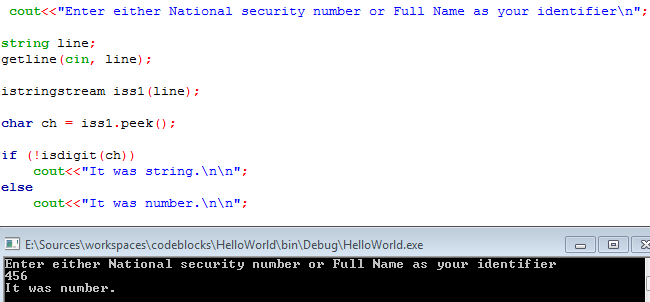 cout<<"Enter either National security number or Full Name as your identifier\n";
string line;
getline(cin, line);
istringstream iss1(line);
char ch = iss1.peek();
if (!isdigit(ch))
cout<<"It was string.\n\n";
else
cout<<"It was number.\n\n";
E:\Sources\workspaces\codeblocks\HelloWorld\bin\Debug\HelloWorld.exe
Enter either National security number or Full Name as your identifier
456
It was number.